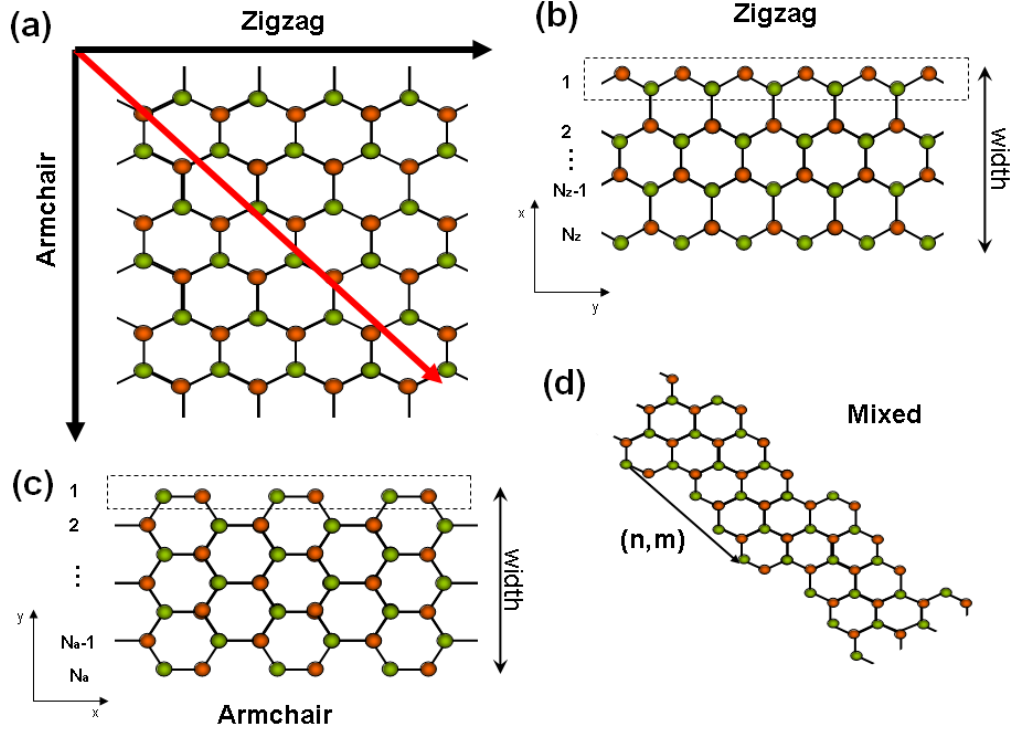 (a)
Zigzag
Armchair
(b)
Zigzag
1
2
⋮
Nz-1
Nz
width
x
y
(c)
1
2
⋮
Na-1
Na
width
y
x
Armchair
(d)
Mixed
(n,m)